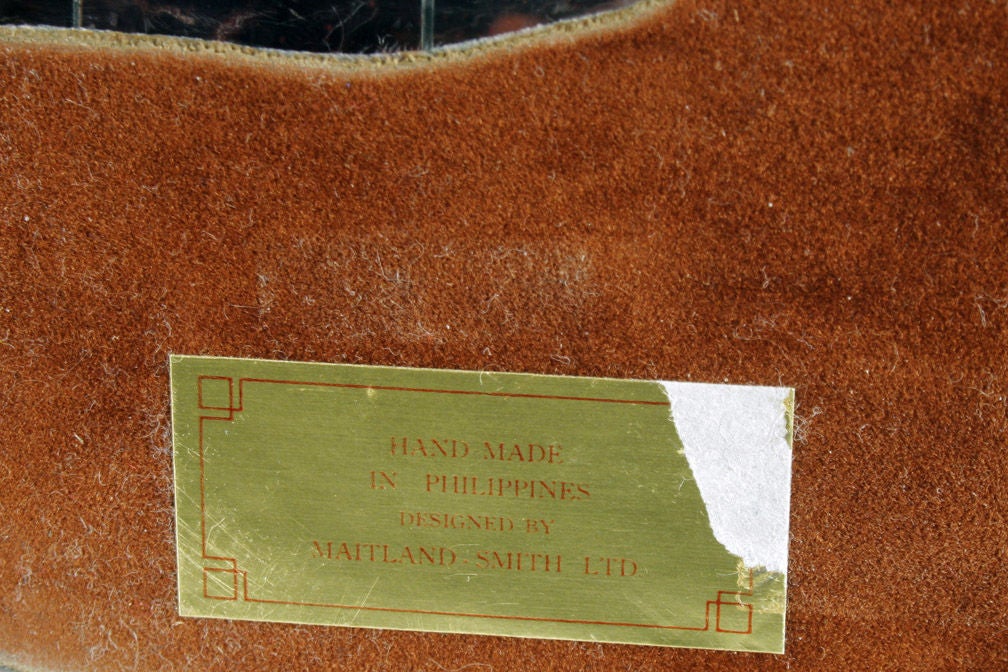 HAND MADE
IN PHILIPPINES
DESIGNED BY
MAITLAND-SMITH LTD.